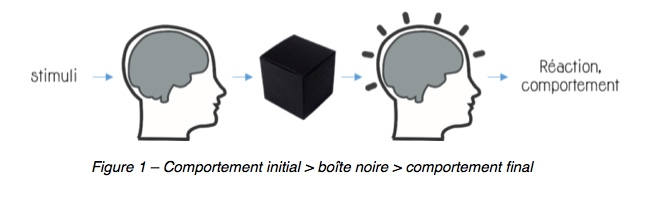 stimuli
Réaction,
comportement
Figure 1 – Comportement initial > boîte noire > comportement final